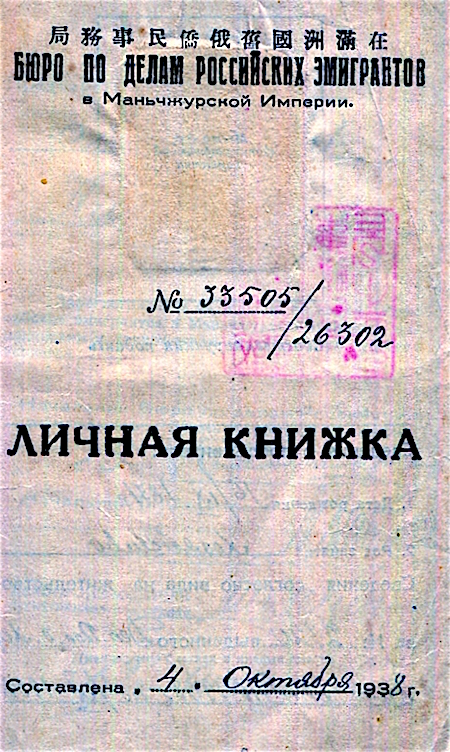 在滿洲國舊俄僑民事務局
БЮРО ПО ДЕЛАМ РОССИЙСКИХ ЭМИГРАНТОВ
в Маньчжурской Империи.
№ 33505/26302
ЛИЧНАЯ КНИЖКА
Составлена „ 4 „ Октября 1938 г.